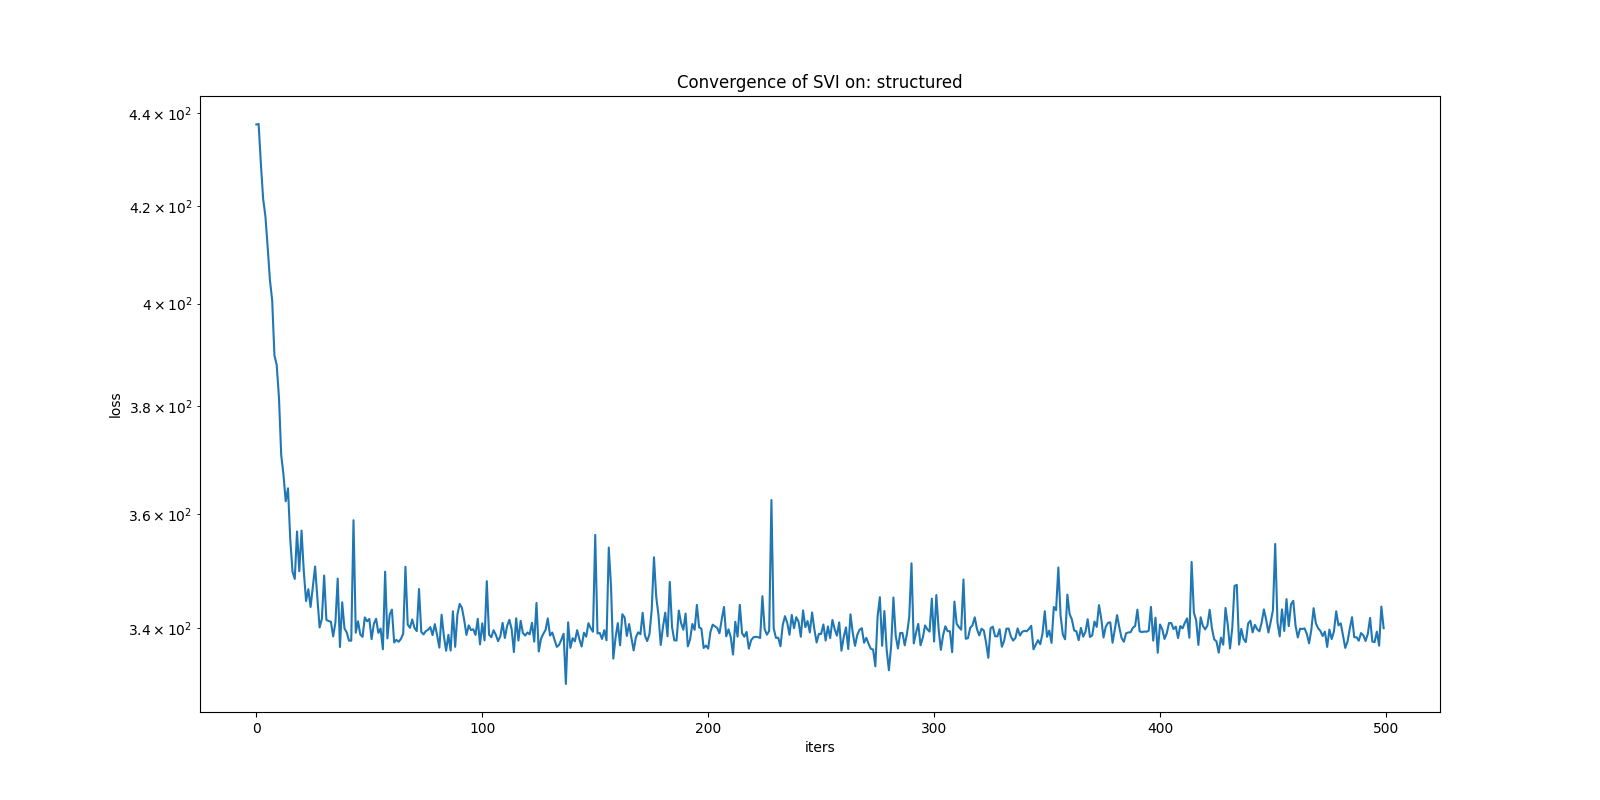 Convergence of SVI on: structured
4.4 × 10²
4.2 × 10²
4 × 10²
3.8 × 10²
3.6 × 10²
3.4 × 10²
loss
0 100 200 300 400 500
iters